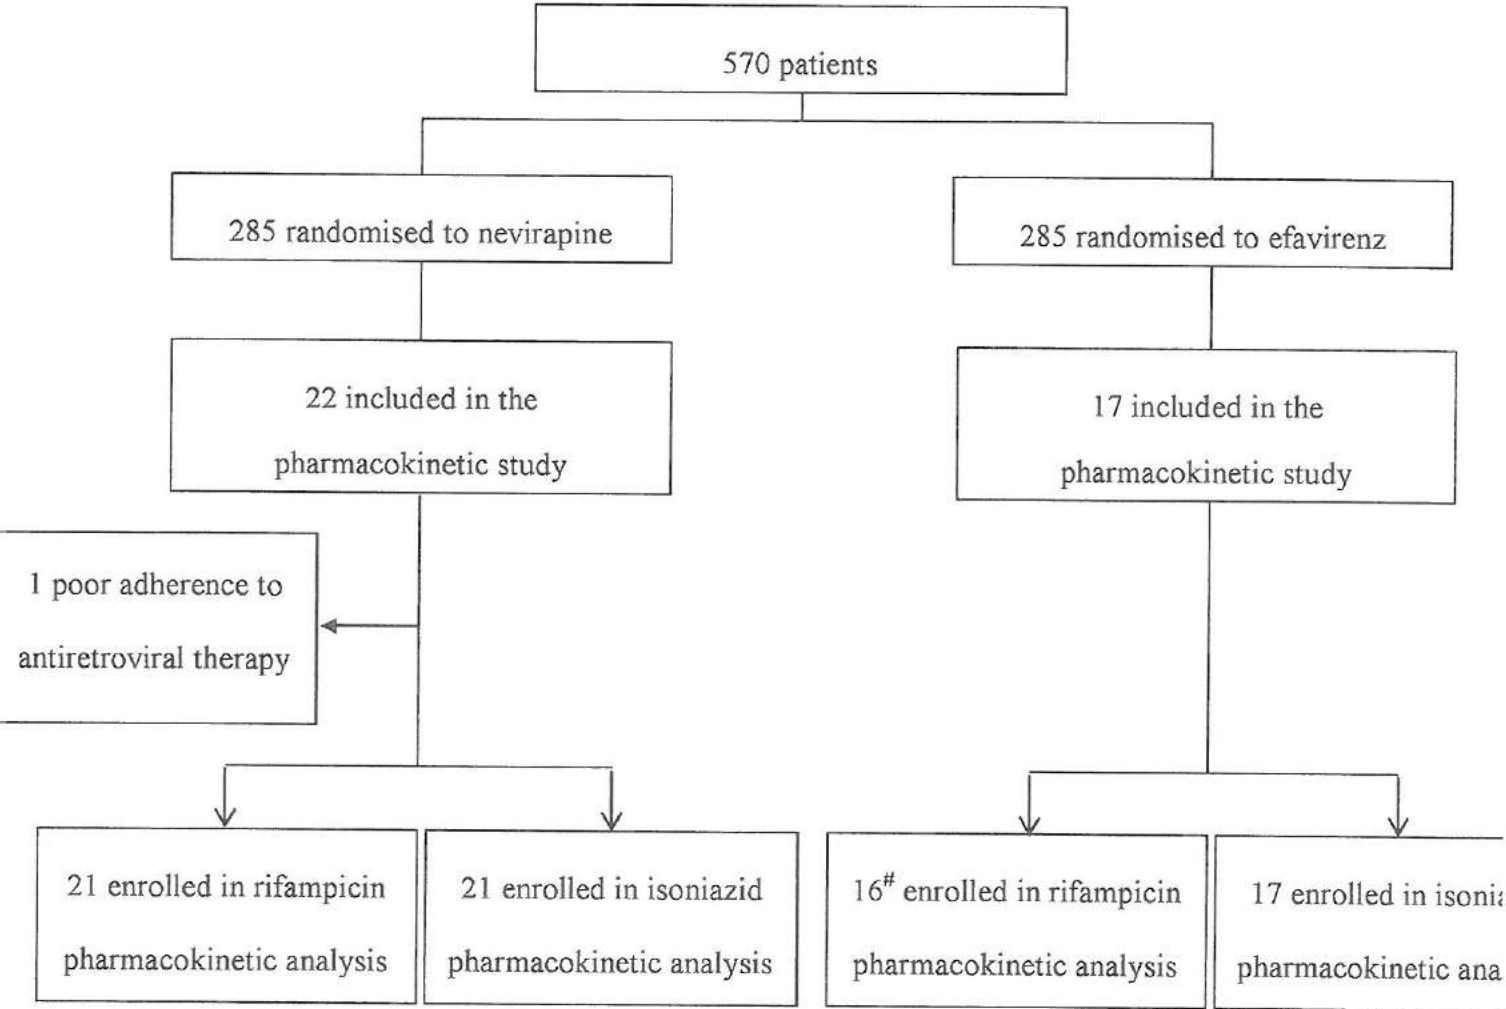 570 patients
285 randomised to nevirapine
285 randomised to efavirenz
22 included in the
pharmacokinetic study
17 included in the
pharmacokinetic study
1 poor adherence to
antiretroviral therapy
21 enrolled in rifampicin
pharmacokinetic analysis
21 enrolled in isoniazid
pharmacokinetic analysis
16# enrolled in rifampicin
pharmacokinetic analysis
17 enrolled in
pharmacokinetic